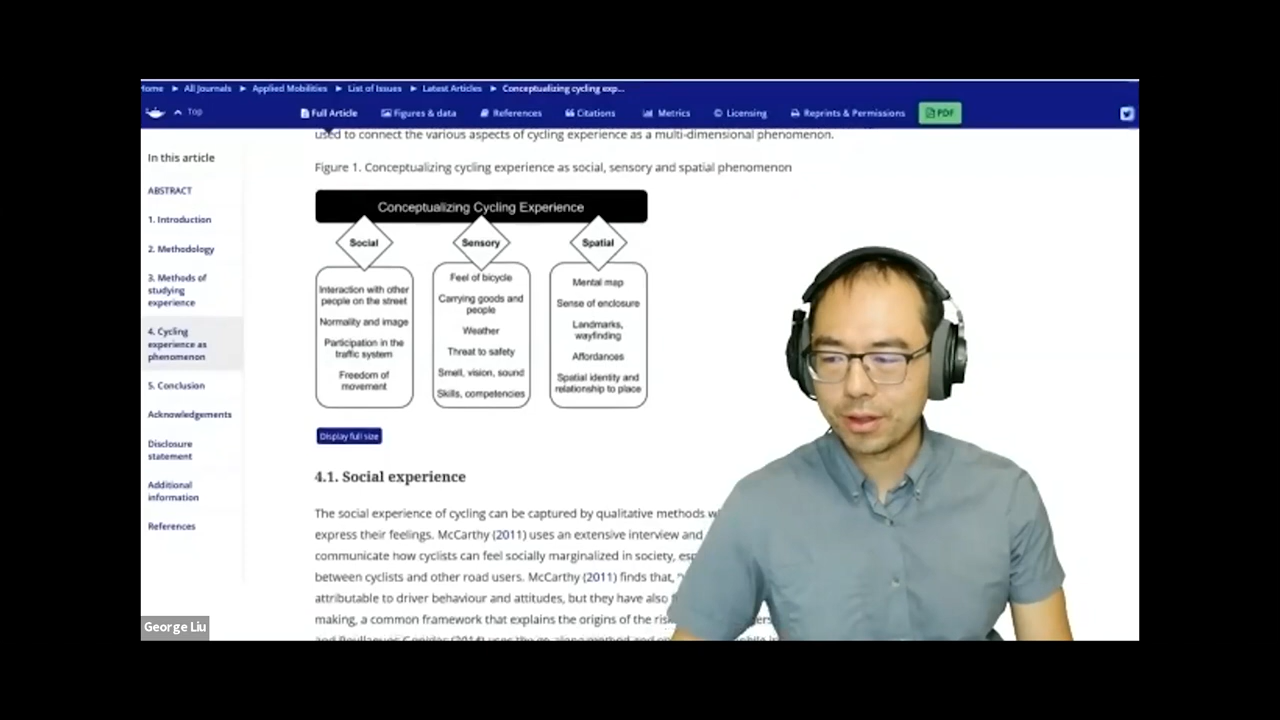 Home ► All Journals ► Applied Mobilities ► List of Issues ► Latest Articles ► Conceptualizing cycling exp...
Top
Full Article Figures & data References Citations Metrics Licensing Reprints & Permissions PDF
used to connect the various aspects of cycling experience as a multi-dimensional phenomenon.
In this article
ABSTRACT
1. Introduction
2. Methodology
3. Methods of
studying
experience
4. Cycling
experience as
phenomenon
5. Conclusion
Acknowledgements
Disclosure
statement
Additional
information
References
Figure 1. Conceptualizing cycling experience as social, sensory and spatial phenomenon
Conceptualizing Cycling Experience
Social
Interaction with other
people on the street
Normality and image
Participation in the
traffic system
Freedom of
movement
Sensory
Feel of bicycle
Carrying goods and
people
Weather
Threat to safety
Smell, vision, sound
Skills, competencies
Spatial
Mental map
Sense of enclosure
Landmarks,
wayfinding
Affordances
Spatial identity and
relationship to place
Display full size
4.1. Social experience
The social experience of cycling can be captured by qualitative methods
express their feelings. McCarthy (2011) uses an extensive interview and
communicate how cyclists can feel socially marginalized in society,
between cyclists and other road users. McCarthy (2011) finds that,
attributable to driver behaviour and attitudes, but they have also
making, a common framework that explains the origins of the
George Liu